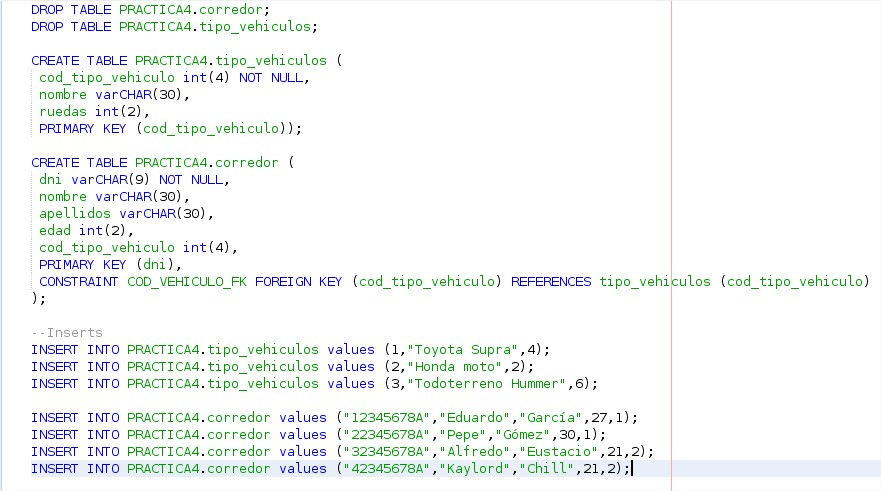 DROP TABLE PRACTICA4.corredor;
DROP TABLE PRACTICA4.tipo_vehiculos;
CREATE TABLE PRACTICA4.tipo_vehiculos (
cod_tipo_vehiculo int(4) NOT NULL,
nombre varCHAR(30),
ruedas int(2),
PRIMARY KEY (cod_tipo_vehiculo));
CREATE TABLE PRACTICA4.corredor (
dni varCHAR(9) NOT NULL,
nombre varCHAR(30),
apellidos varCHAR(30),
edad int(2),
cod_tipo_vehiculo int(4),
PRIMARY KEY (dni),
CONSTRAINT COD_VEHICULO_FK FOREIGN KEY (cod_tipo_vehiculo) REFERENCES tipo_vehiculos (cod_tipo_vehiculo)
);
--Inserts
INSERT INTO PRACTICA4.tipo_vehiculos values (1,"Toyota Supra",4);
INSERT INTO PRACTICA4.tipo_vehiculos values (2,"Honda moto",2);
INSERT INTO PRACTICA4.tipo_vehiculos values (3,"Todoterreno Hummer",6);
INSERT INTO PRACTICA4.corredor values ("12345678A","Eduardo","García",27,1);
INSERT INTO PRACTICA4.corredor values ("22345678A","Pepe","Gómez",30,1);
INSERT INTO PRACTICA4.corredor values ("32345678A","Alfredo","Eustacio",21,2);
INSERT INTO PRACTICA4.corredor values ("42345678A","Kaylord","Chill",21,2);